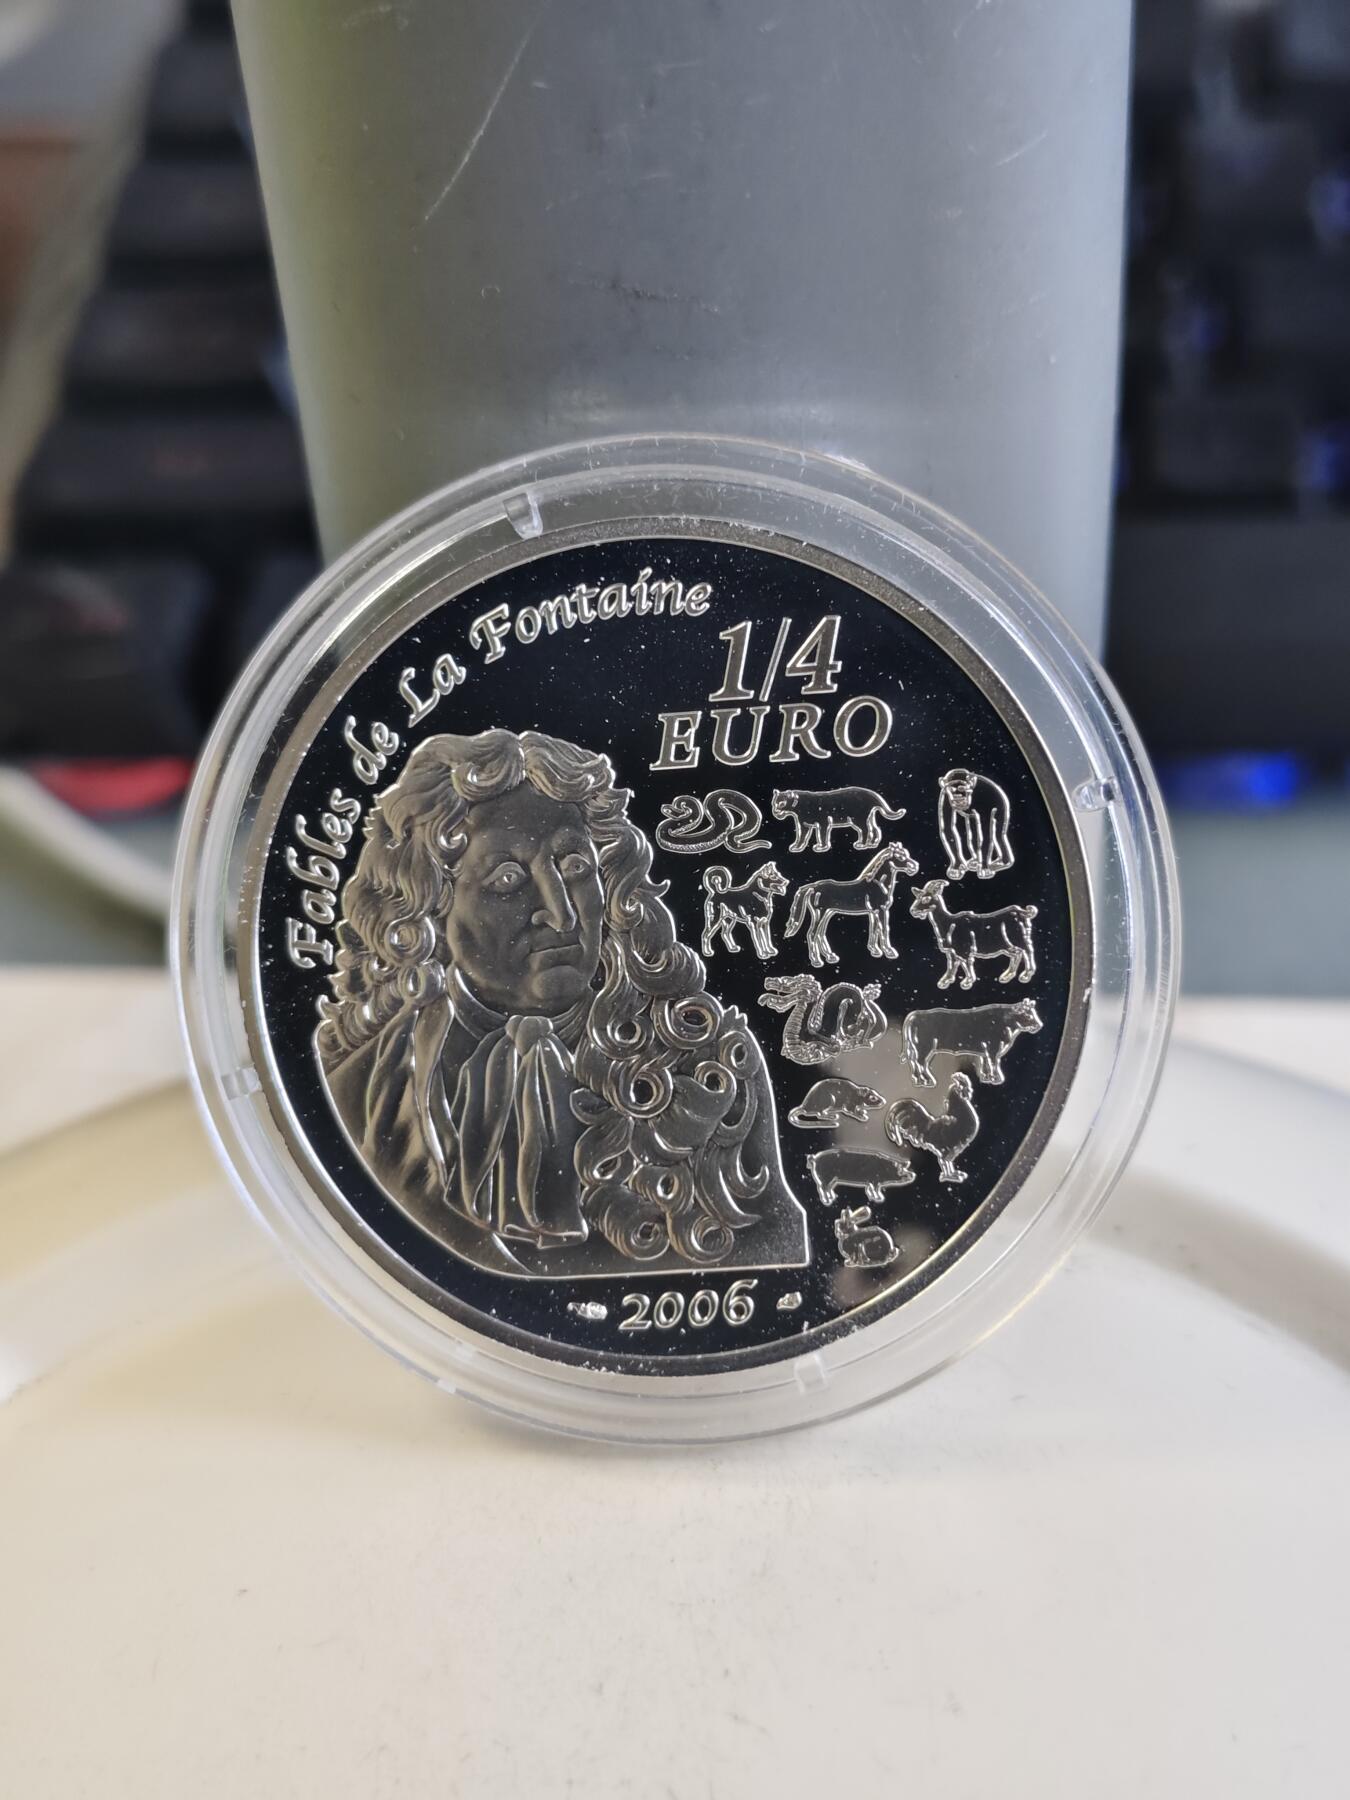 Fables de La Fontaine
1/4
EURO
2006